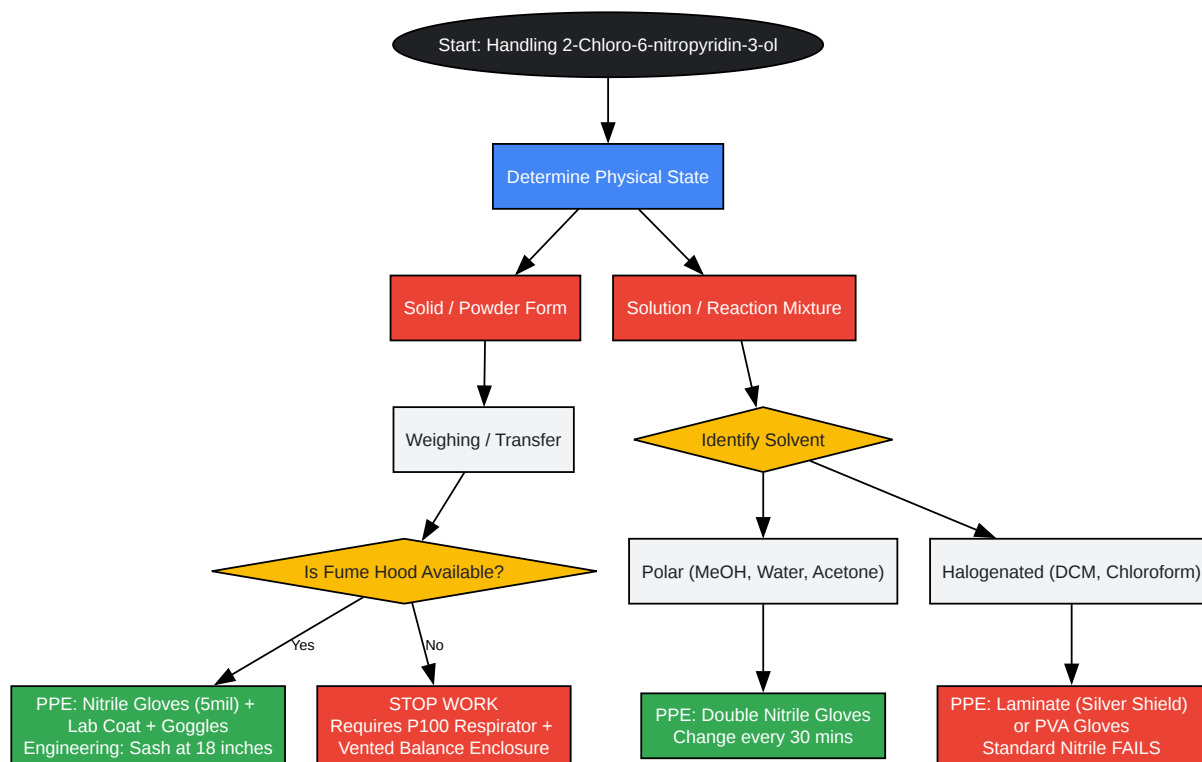 Start: Handling 2-Chloro-6-nitropyridin-3-ol
Determine Physical State
Solid / Powder Form
Solution / Reaction Mixture
Weighing / Transfer
Identify Solvent
Is Fume Hood Available?
Polar (MeOH, Water, Acetone)
Halogenated (DCM, Chloroform)
Yes
No
PPE: Nitrile Gloves (5mil) +
Lab Coat + Goggles
Engineering: Sash at 18 inches
STOP WORK
Requires P100 Respirator +
Vented Balance Enclosure
PPE: Double Nitrile Gloves
Change every 30 mins
PPE: Laminate (Silver Shield)
or PVA Gloves
Standard Nitrile FAILS